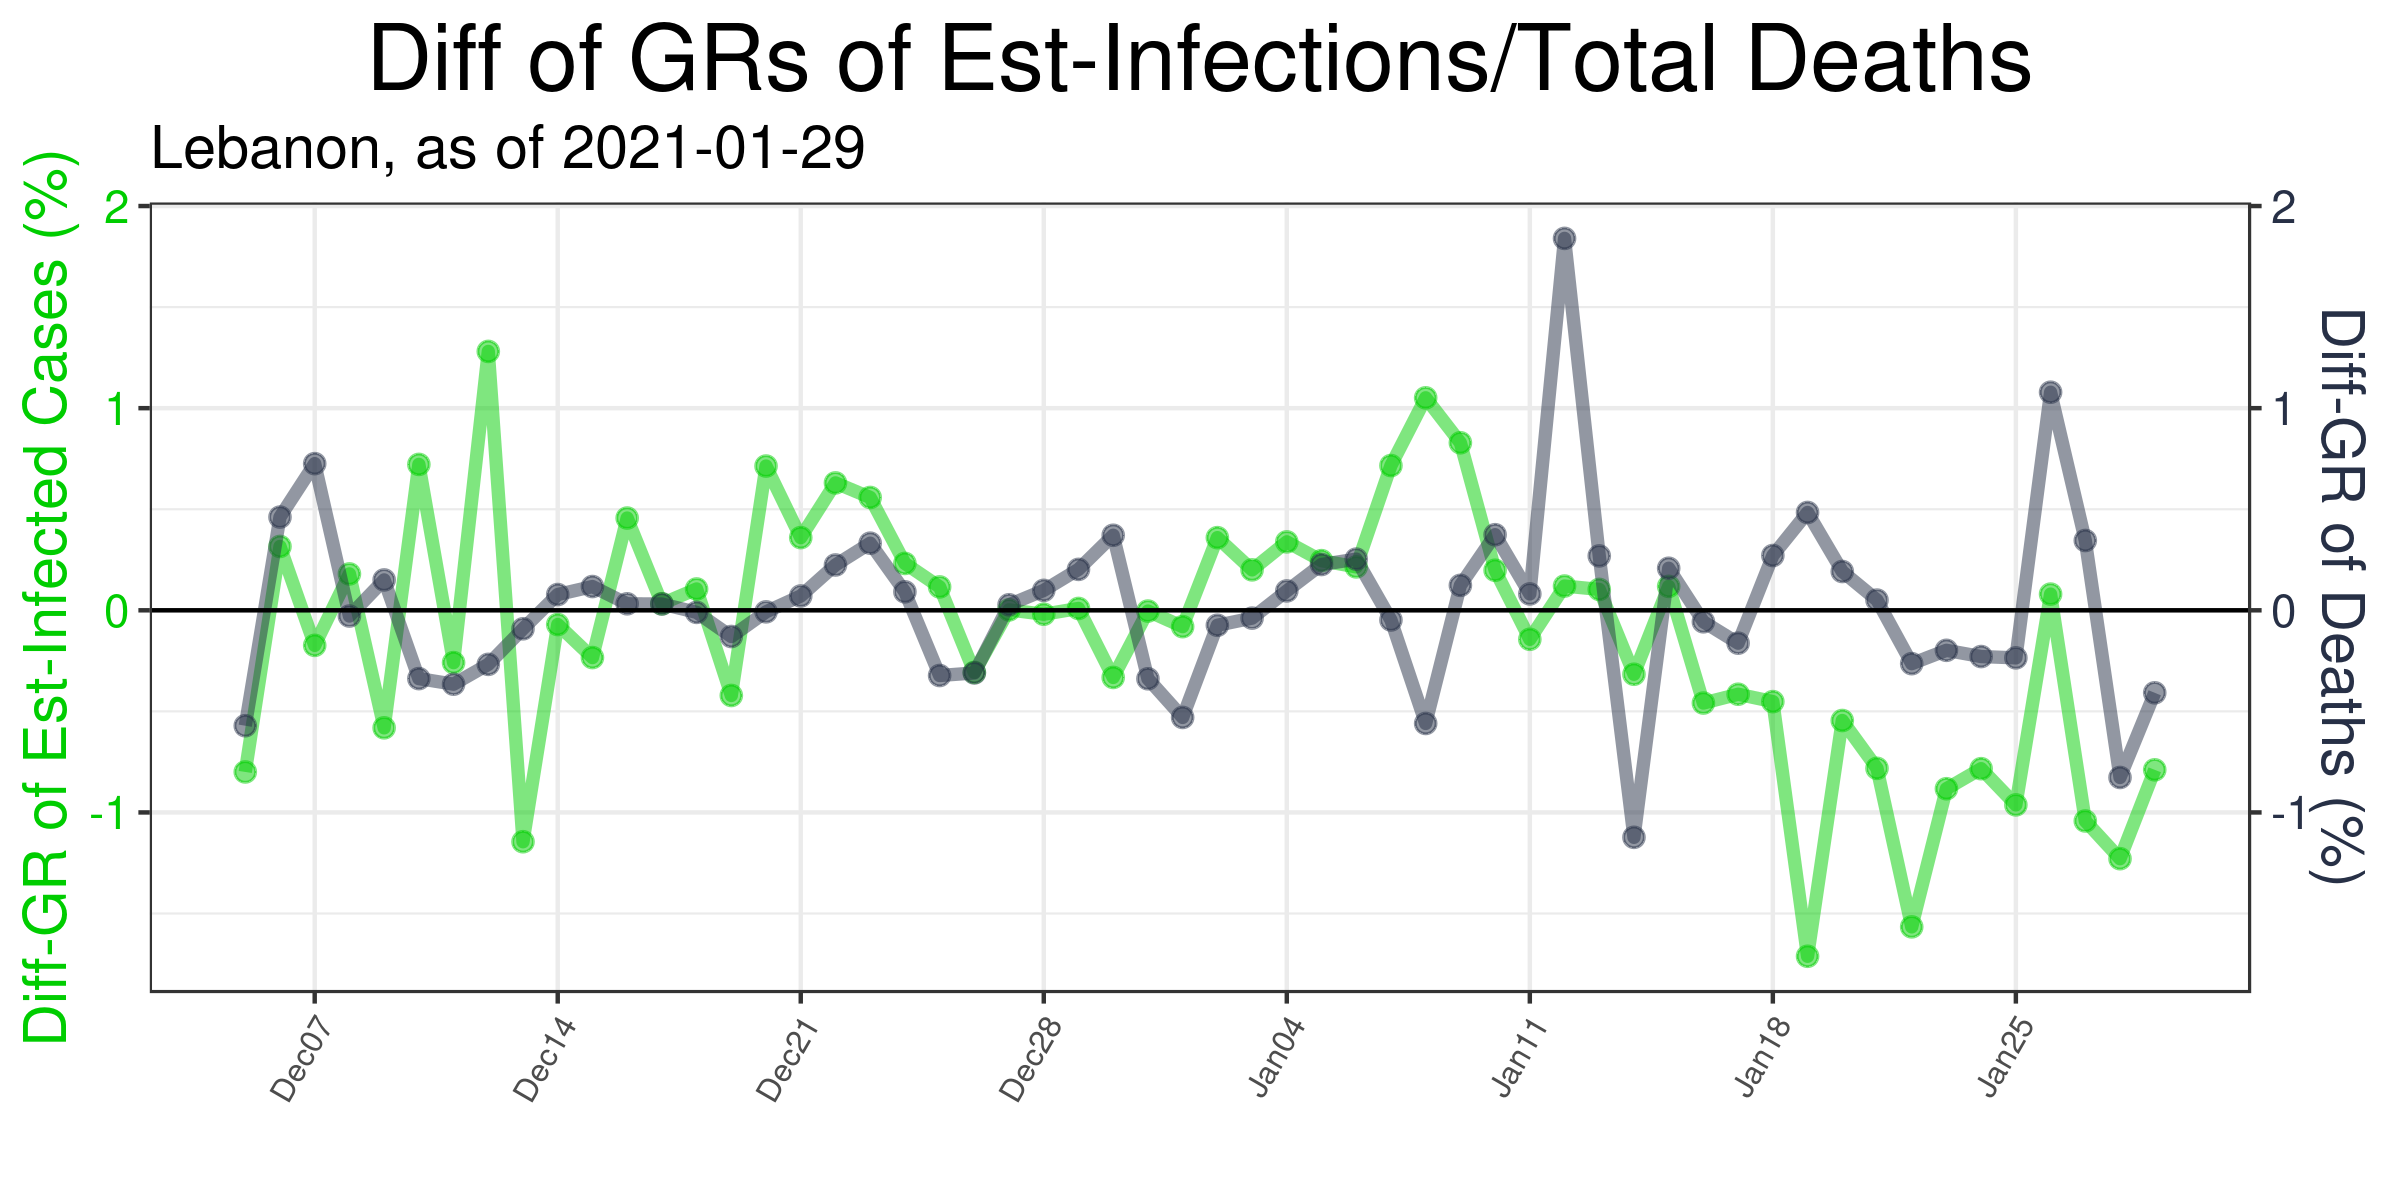 Diff of GRs of Est-Infections/Total Deaths
Lebanon, as of 2021-01-29
Diff-GR of Est-Infected Cases (%)
2
1
0
-1
2
1
0
-1
Diff-GR of Deaths (%)
Dec07
Dec14
Dec21
Dec28
Jan04
Jan11
Jan18
Jan25